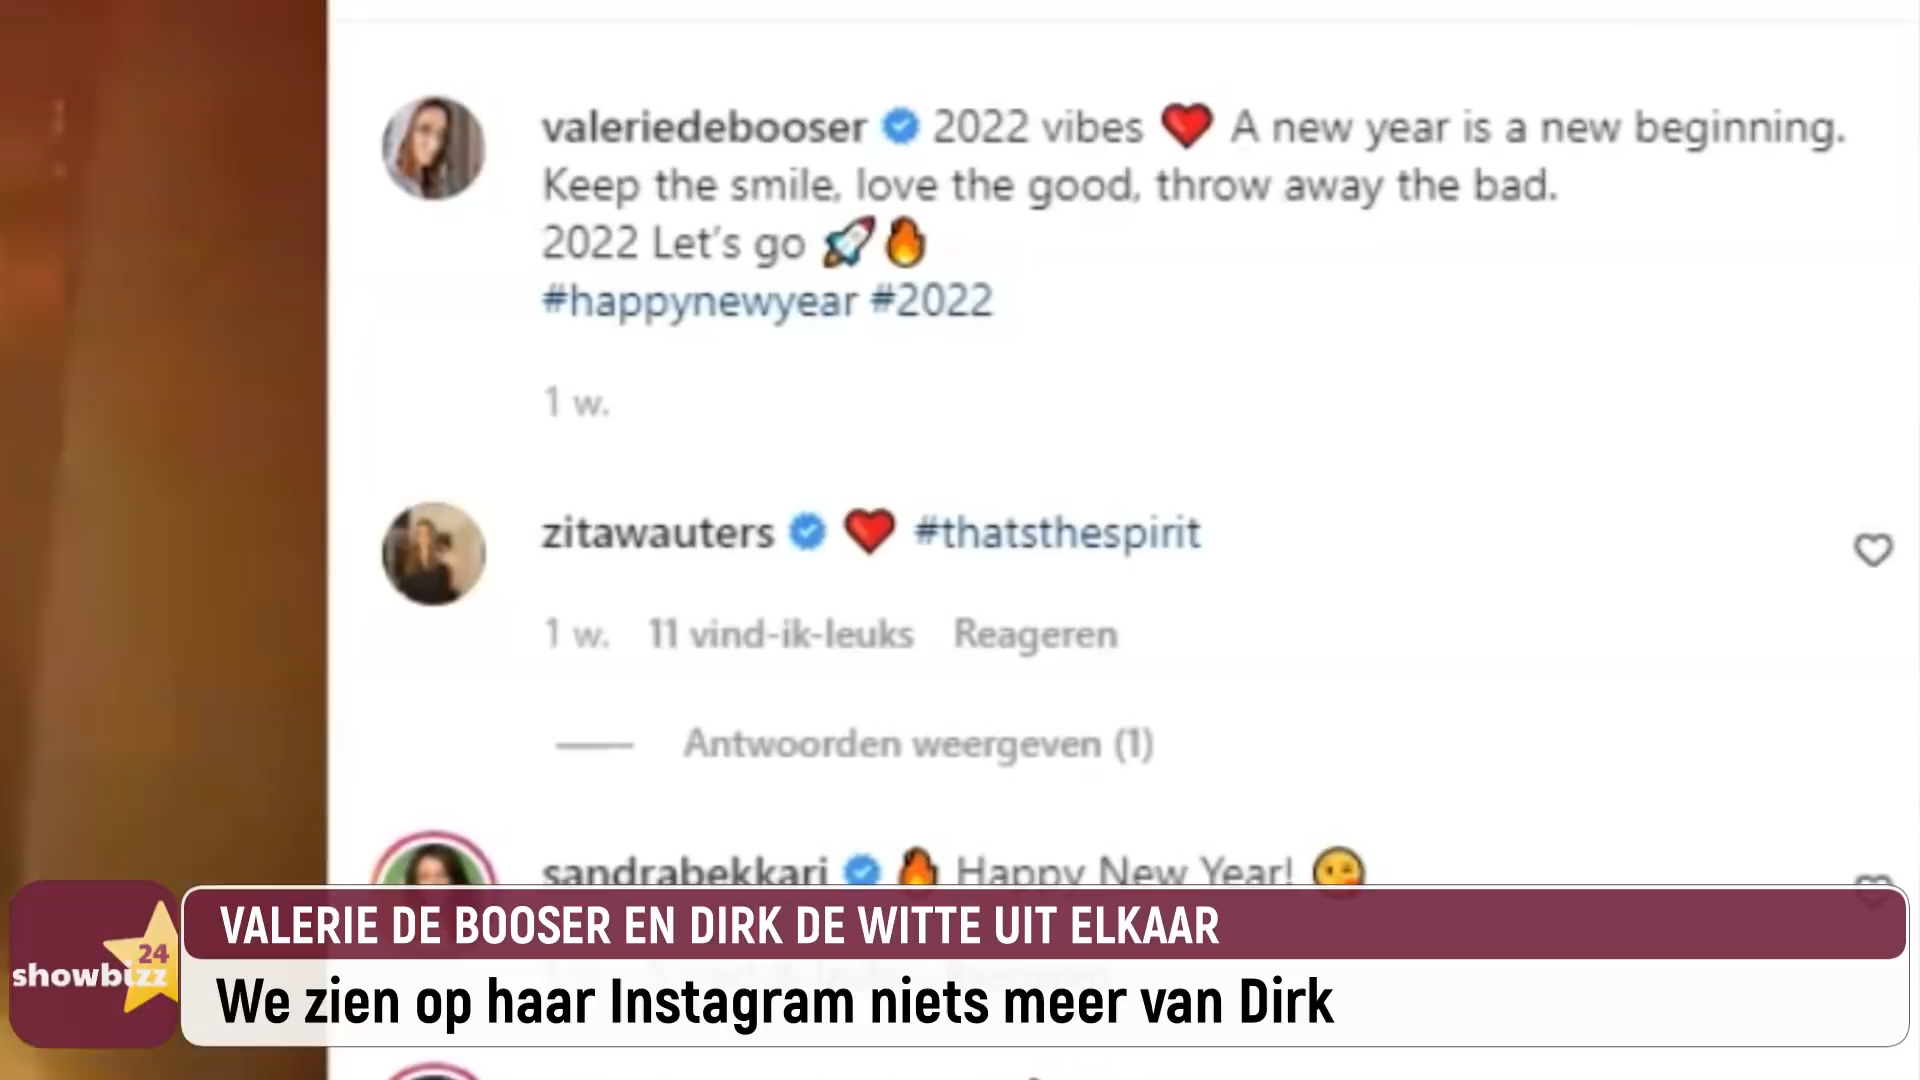 valeriedebooser 2022 vibes ❤️ A new year is a new beginning.
Keep the smile, love the good, throw away the bad.
2022 Let's go 🚀🔥
#happynewyear #2022
1 w.
zitawauters ❤️ #thatsthespirit
1 w. 11 vind-ik-leuks Reageren
Antwoorden weergeven (1)
sandrabekkari 🔥 Happy New Year! 😘
VALERIE DE BOOSER EN DIRK DE WITTE UIT ELKAAR
24
showbizz
We zien op haar Instagram niets meer van Dirk